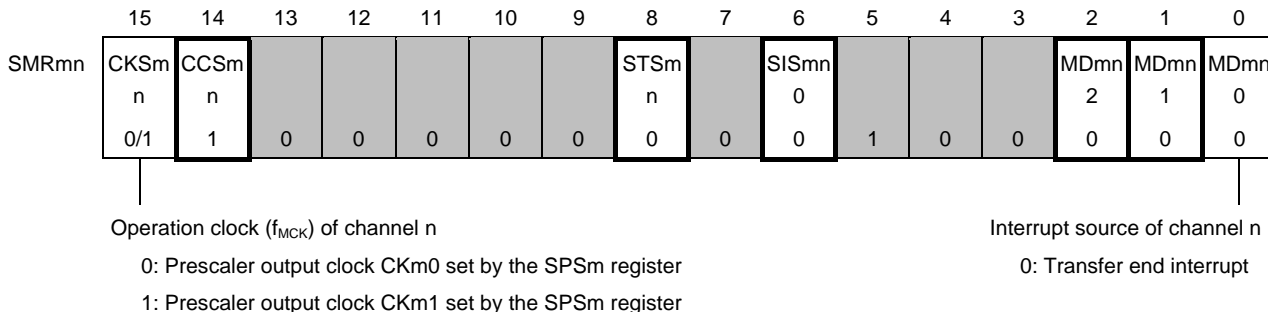 15 14 13 12 11 10 9 8 7 6 5 4 3 2 1 0
SMRmn CKSm CCSm STSm SISmn MDmn MDmn MDmn
n n n 0 2 1 0
0/1 1 0 0 0 0 0 0 0 0 1 0 0 0 0 0
Operation clock (fMCK) of channel n Interrupt source of channel n
0: Prescaler output clock CKm0 set by the SPSm register 0: Transfer end interrupt
1: Prescaler output clock CKm1 set by the SPSm register